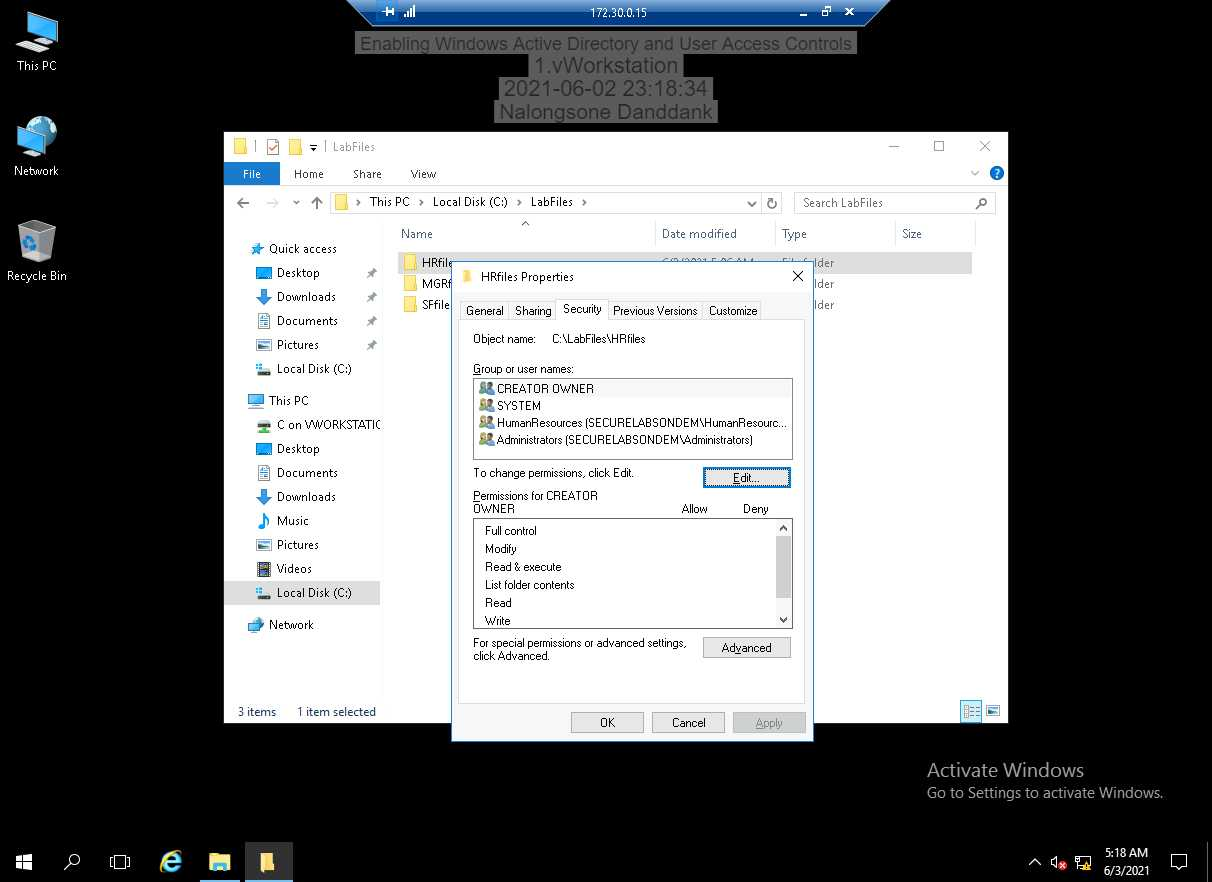 172.30.0.15
Enabling Windows Active Directory and User Access Controls
1.vWorkstation
2021-06-02 23:18:34
Nalongsone Danddank
This PC
Network
Recycle Bin
LabFiles
File Home Share View
This PC Local Disk (C:) LabFiles
Search LabFiles
Name Date modified Type Size
Quick access
Desktop
Downloads
Documents
Pictures
Local Disk (C:)
This PC
C on VWORKSTATIC
Desktop
Documents
Downloads
Music
Pictures
Videos
Local Disk (C:)
Network
3 items 1 item selected
HRfile
MGRf
SFfile
lder
lder
HRfiles Properties
General Sharing Security Previous Versions Customize
Object name: C:\LabFiles\HRfiles
Group or user names:
CREATOR OWNER
SYSTEM
HumanResources (SECURELABSONDEM\HumanResourc...
Administrators (SECURELABSONDEM\Administrators)
To change permissions, click Edit.
Edit...
Permissions for CREATOR
OWNER
Allow Deny
Full control
Modify
Read & execute
List folder contents
Read
Write
For special permissions or advanced settings,
click Advanced.
Advanced
OK Cancel Apply
Activate Windows
Go to Settings to activate Windows.
5:18 AM
6/3/2021